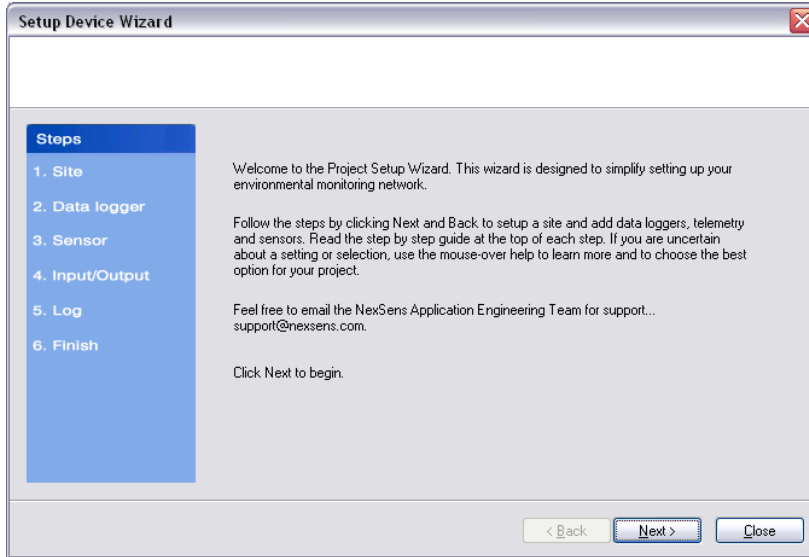 Setup Device Wizard
Steps
1. Site
2. Data logger
3. Sensor
4. Input/Output
5. Log
6. Finish
Welcome to the Project Setup Wizard. This wizard is designed to simplify setting up your
environmental monitoring network.
Follow the steps by clicking Next and Back to setup a site and add data loggers, telemetry
and sensors. Read the step by step guide at the top of each step. If you are uncertain
about a setting or selection, use the mouse-over help to learn more and to choose the best
option for your project.
Feel free to email the NexSens Application Engineering Team for support...
support@nexsens.com.
Click Next to begin.
< Back
Next >
Close